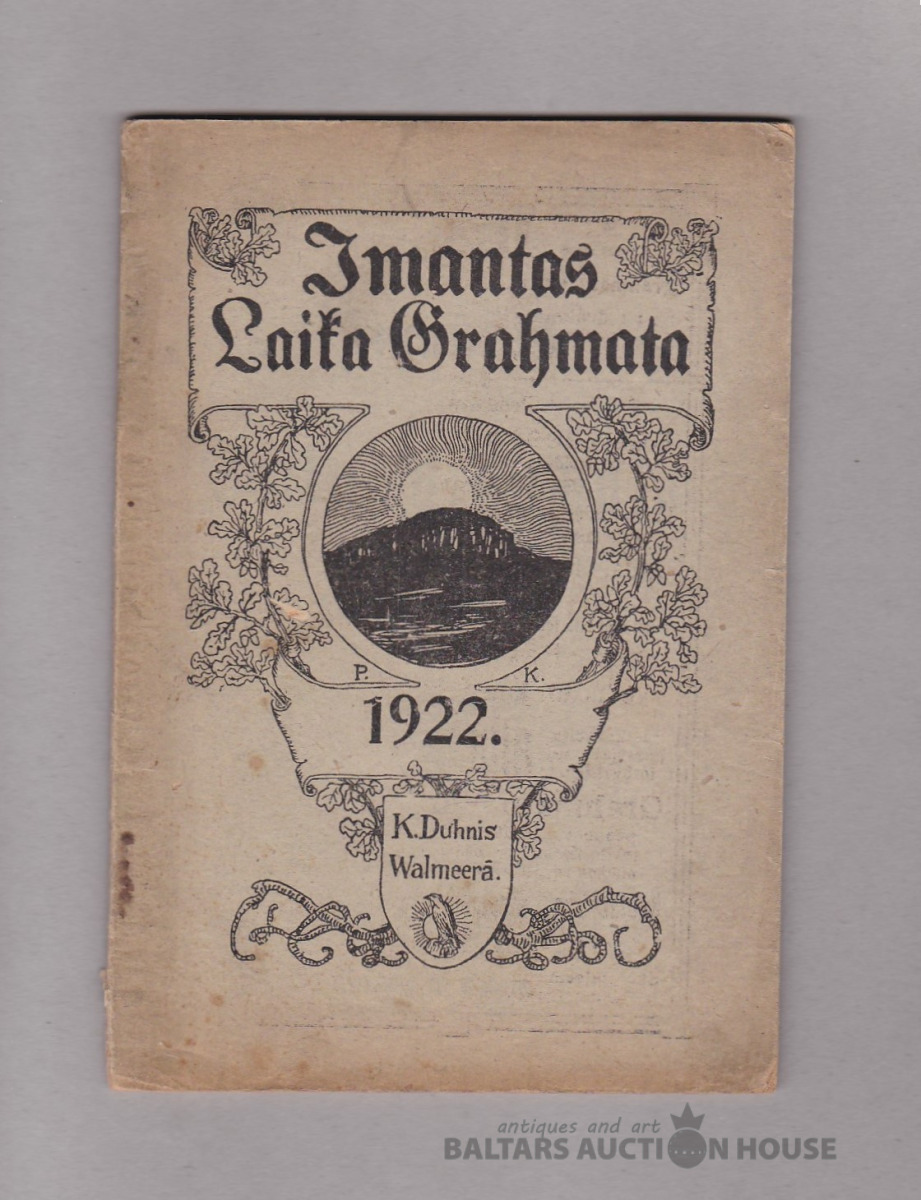 Imantas
Laika Grahmata
P. K.
1922.
K. Duhnis
Walmeerā.
antiques and art
BALTARS AUCTION HOUSE